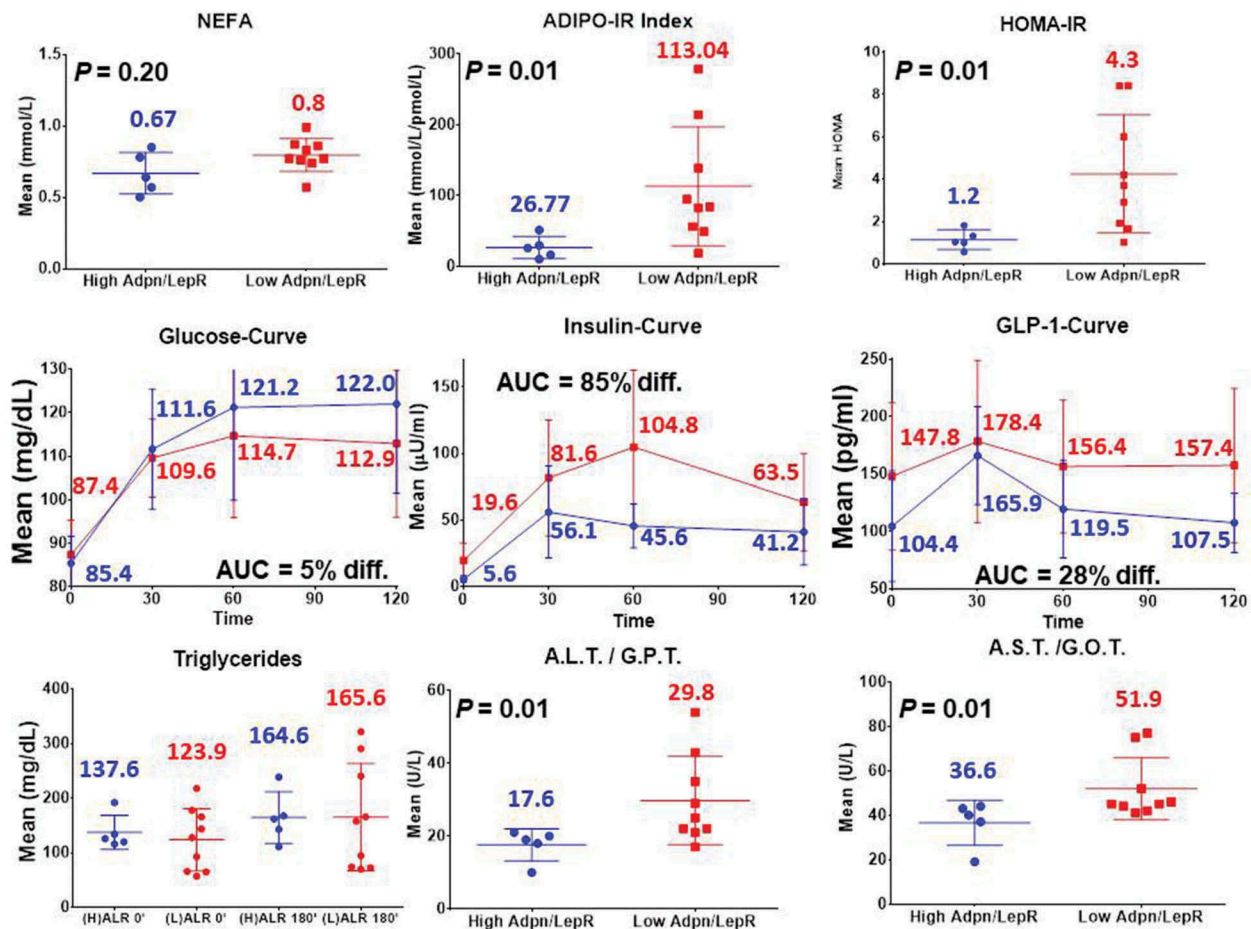 NEFA
Mean (mmol/L)
1.5
1.0
0.5
0.0
P = 0.20
0.67
0.8
High Adpn/LepR Low Adpn/LepR
ADIPO-IR Index
Mean (mmol/L/pmol/L)
300
200
100
0
P = 0.01
26.77
113.04
High Adpn/LepR Low Adpn/LepR
HOMA-IR
Mean HOMA
10
8
6
4
2
0
P = 0.01
1.2
4.3
High Adpn/LepR Low Adpn/LepR
Glucose-Curve
Mean (mg/dL)
130
120
110
100
90
80
87.4
85.4
111.6
109.6
121.2
114.7
122.0
112.9
AUC = 5% diff.
0 30 60 90 120
Time
Insulin-Curve
Mean (μU/ml)
150
100
50
0
AUC = 85% diff.
19.6
5.6
81.6
56.1
104.8
45.6
63.5
41.2
0 30 60 90 120
Time
GLP-1-Curve
Mean (pg/ml)
250
200
150
100
50
147.8
104.4
178.4
165.9
156.4
119.5
157.4
107.5
AUC = 28% diff.
0 30 60 90 120
Time
Triglycerides
Mean (mg/dL)
400
300
200
100
0
137.6
123.9
164.6
165.6
(H)ALR 0' (L)ALR 0' (H)ALR 180' (L)ALR 180'
A.L.T. / G.P.T.
Mean (U/L)
60
40
20
0
P = 0.01
17.6
29.8
High Adpn/LepR Low Adpn/LepR
A.S.T. /G.O.T.
Mean (U/L)
100
80
60
40
20
0
P = 0.01
36.6
51.9
High Adpn/LepR Low Adpn/LepR